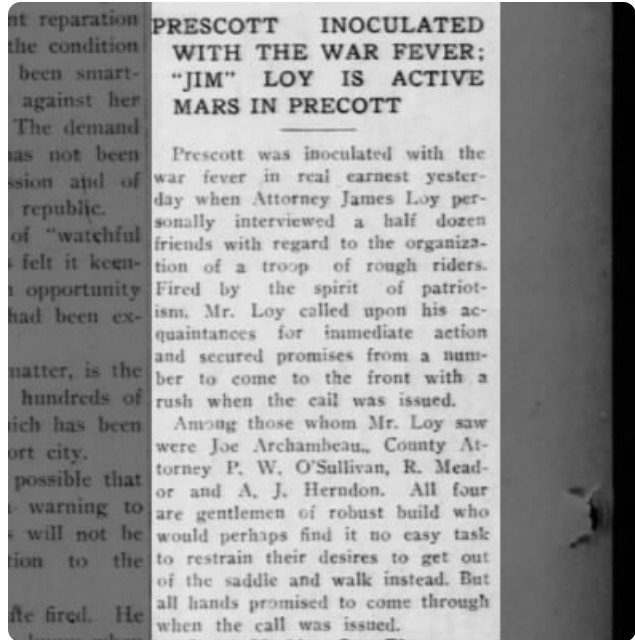 nt reparation
the condition
been smart-
against her
The demand
has not been
ssion and of
republic.
of "watchful
felt it keen-
opportunity
had been ex-
matter, is the
hundreds of
ich has been
ort city.
possible that
warning to
will not be
tion to the
fired. He
PRESCOTT INOCULATED
WITH THE WAR FEVER;
"JIM" LOY IS ACTIVE
MARS IN PRECOTT
Prescott was inoculated with the
war fever in real earnest yester-
day when Attorney James Loy per-
sonally interviewed a half dozen
friends with regard to the organiza-
tion of a troop of rough riders.
Fired by the spirit of patriot-
ism, Mr. Loy called upon his ac-
quaintances for immediate action
and secured promises from a num-
ber to come to the front with a
rush when the call was issued.
Among those whom Mr. Loy saw
were Joe Archambeau., County At-
torney P. W. O'Sullivan, R. Mead-
or and A. J. Herndon. All four
are gentlemen of robust build who
would perhaps find it no easy task
to restrain their desires to get out
of the saddle and walk instead. But
all hands promised to come through
when the call was issued.